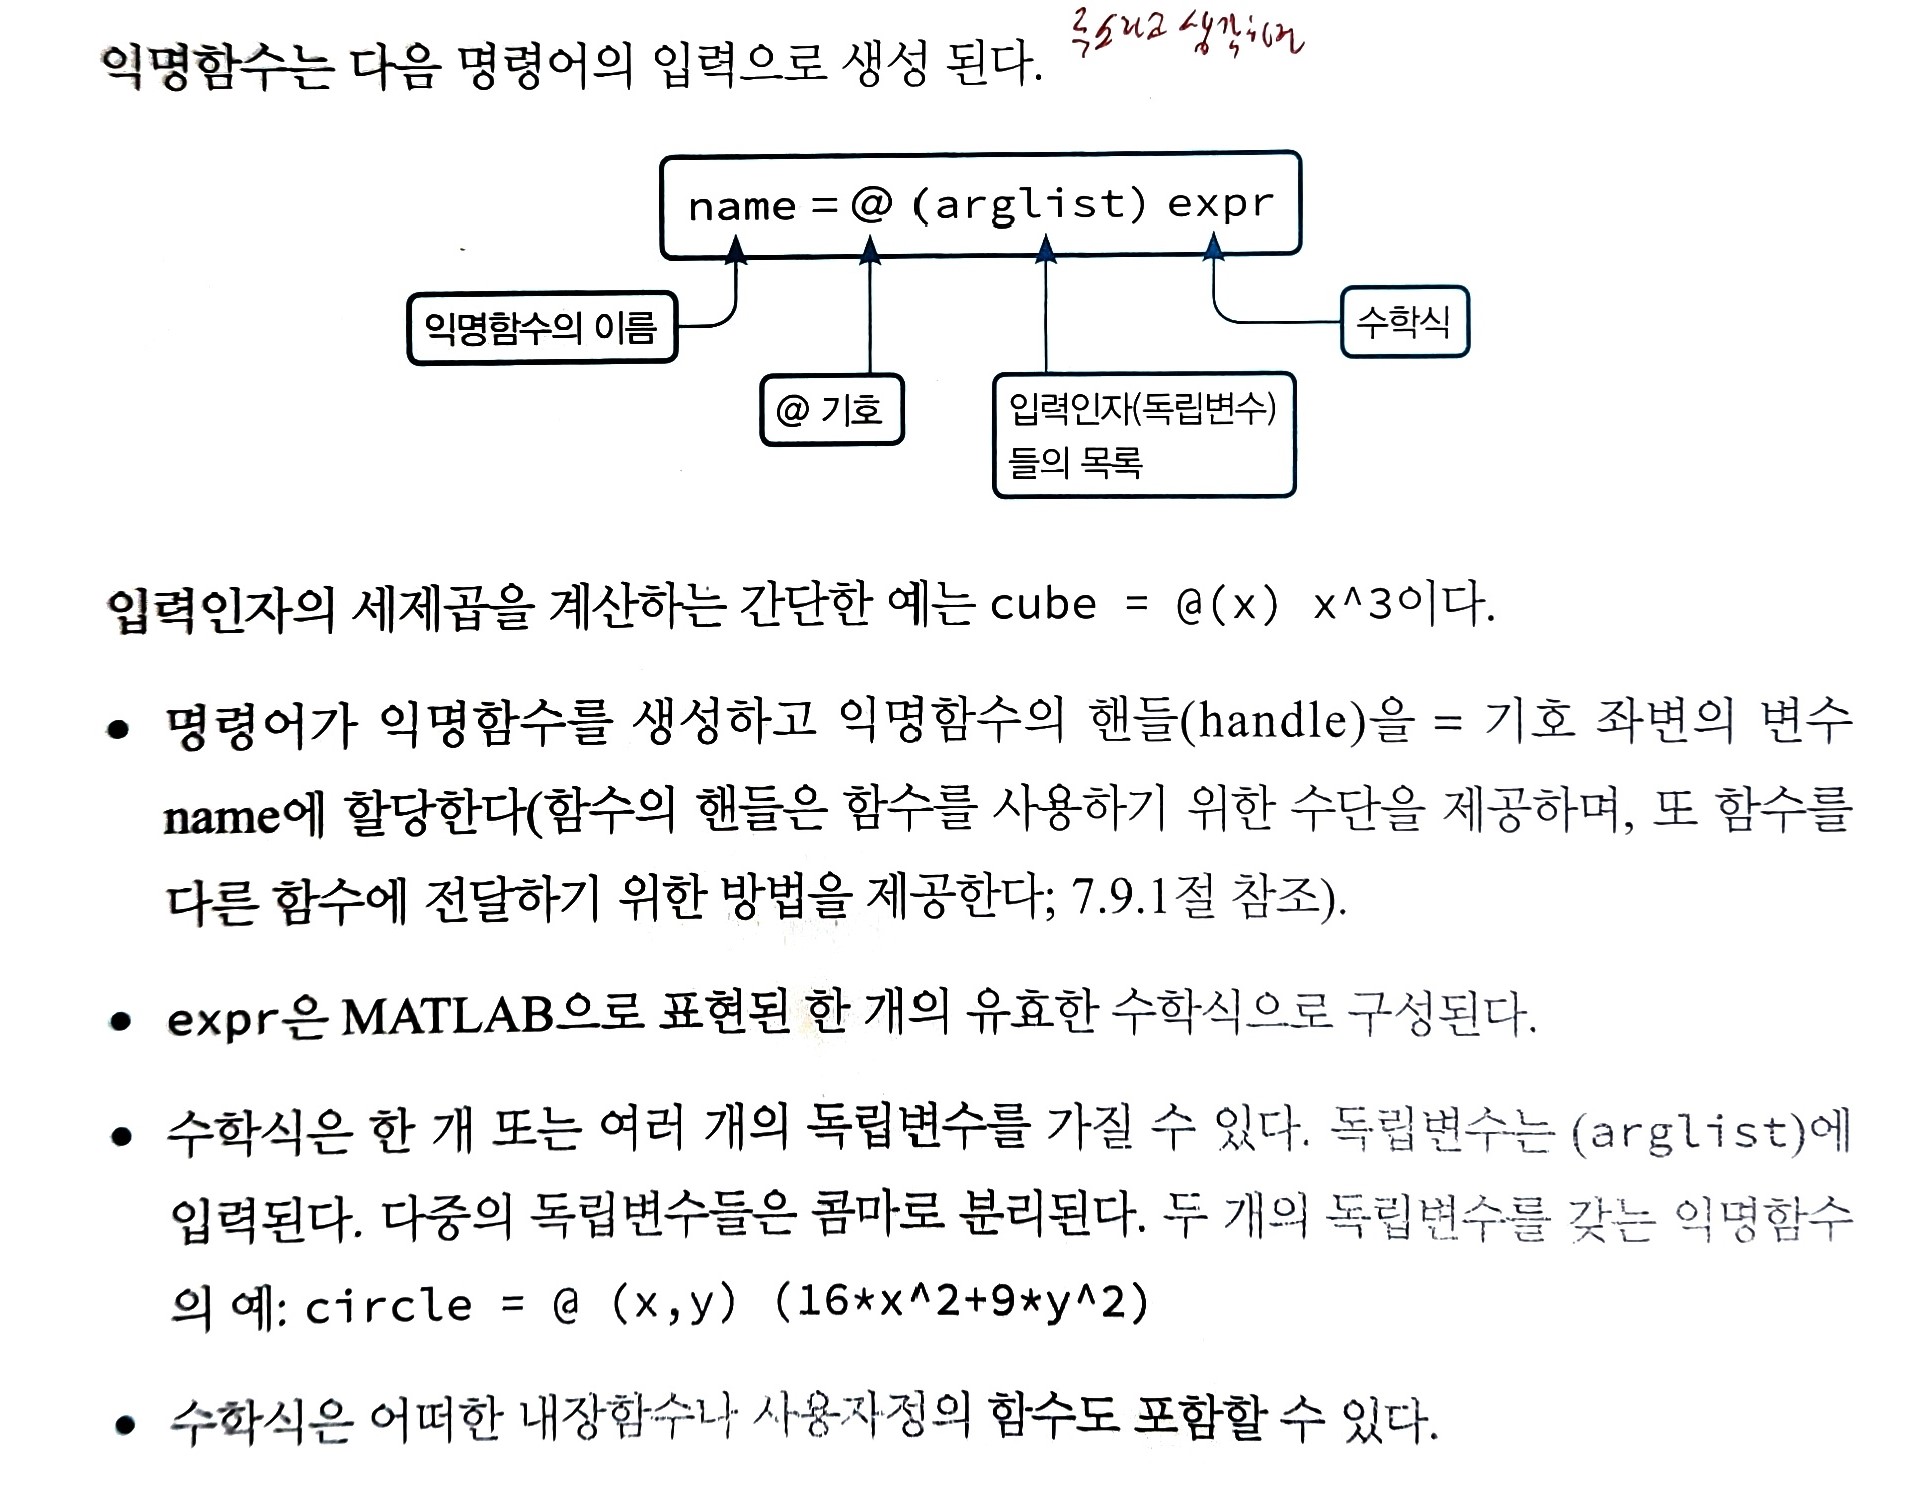 익명함수는 다음 명령어의 입력으로 생성 된다.
name = @ (arglist) expr
익명함수의 이름
@ 기호
입력인자(독립변수)
들의 목록
수학식
입력인자의 세제곱을 계산하는 간단한 예는 cube = @(x) x^3이다.
● 명령어가 익명함수를 생성하고 익명함수의 핸들(handle)을 = 기호 좌변의 변수
name에 할당한다(함수의 핸들은 함수를 사용하기 위한 수단을 제공하며, 또 함수를
다른 함수에 전달하기 위한 방법을 제공한다; 7.9.1절 참조).
● expr은 MATLAB으로 표현된 한 개의 유효한 수학식으로 구성된다.
● 수학식은 한 개 또는 여러 개의 독립변수를 가질 수 있다. 독립변수는 (arglist)에
입력된다. 다중의 독립변수들은 콤마로 분리된다. 두 개의 독립변수를 갖는 익명함수
의 예: circle = @ (x,y) (16*x^2+9*y^2)
● 수학식은 어떠한 내장함수나 사용자정의 함수도 포함할 수 있다.